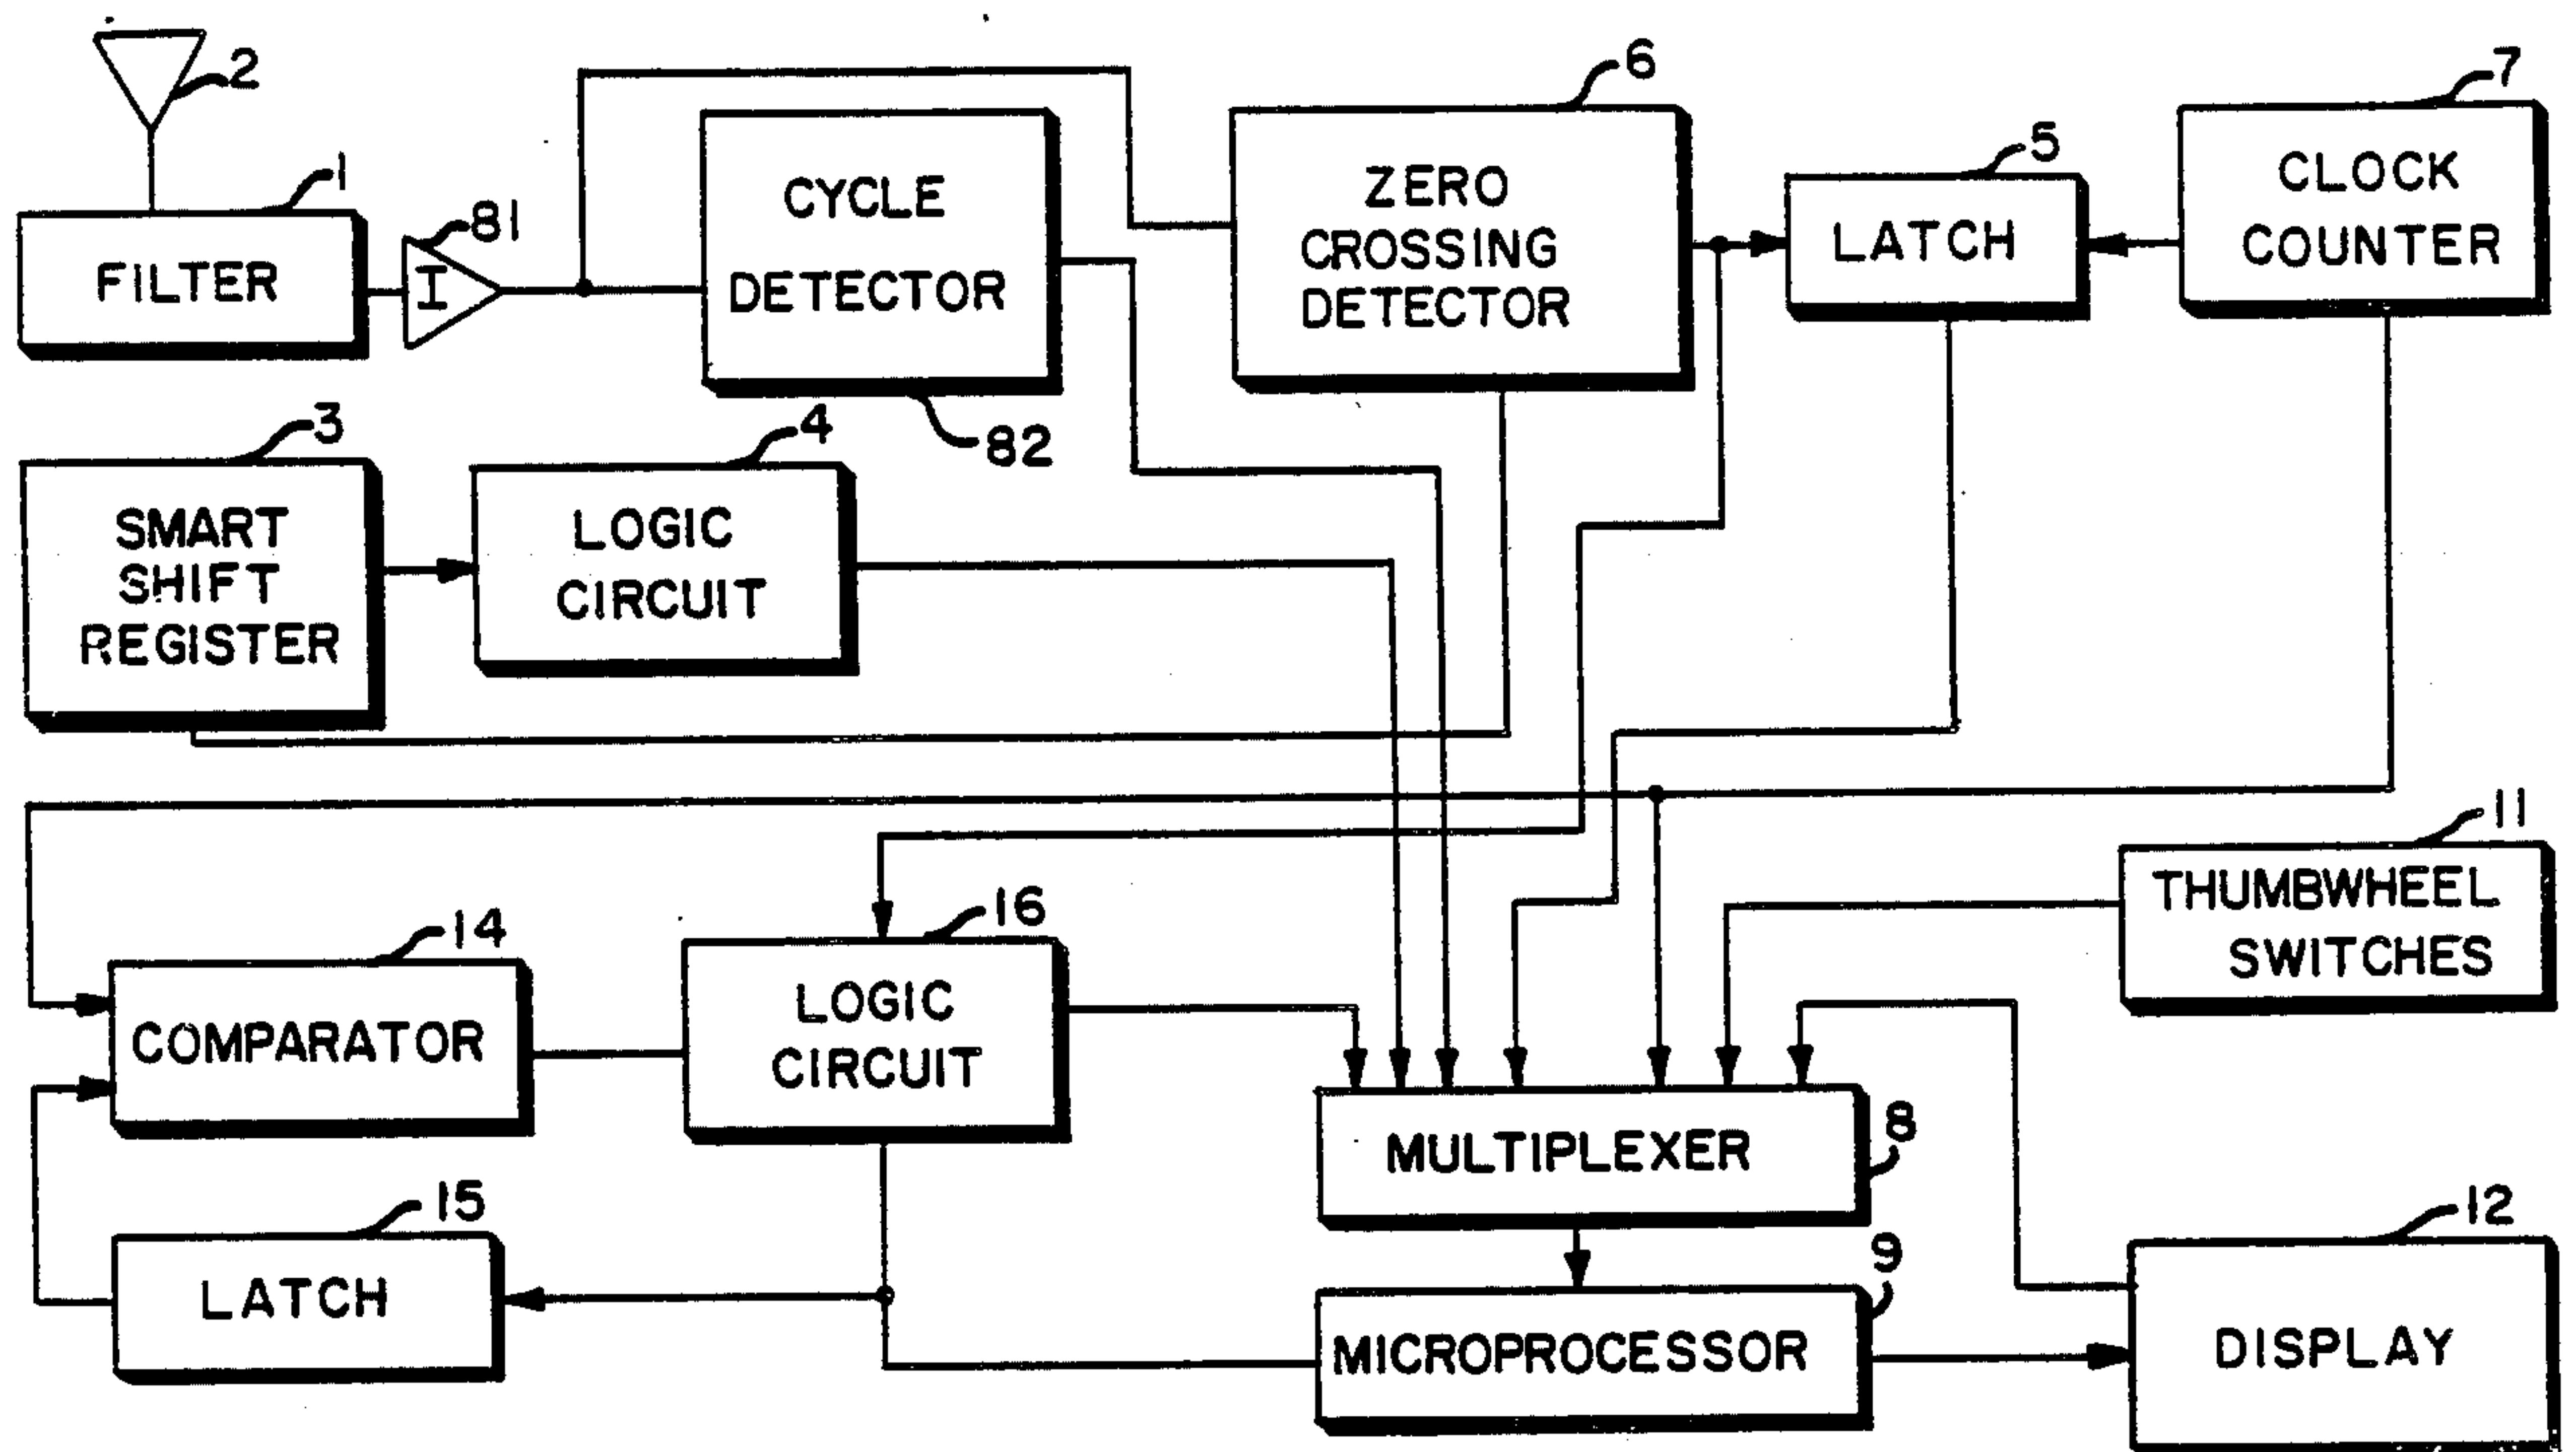 2
1
FILTER
81
I
CYCLE
DETECTOR
82
6
ZERO
CROSSING
DETECTOR
5
LATCH
7
CLOCK
COUNTER
3
SMART
SHIFT
REGISTER
4
LOGIC
CIRCUIT
11
THUMBWHEEL
SWITCHES
14
COMPARATOR
16
LOGIC
CIRCUIT
MULTIPLEXER
8
15
LATCH
9
MICROPROCESSOR
12
DISPLAY